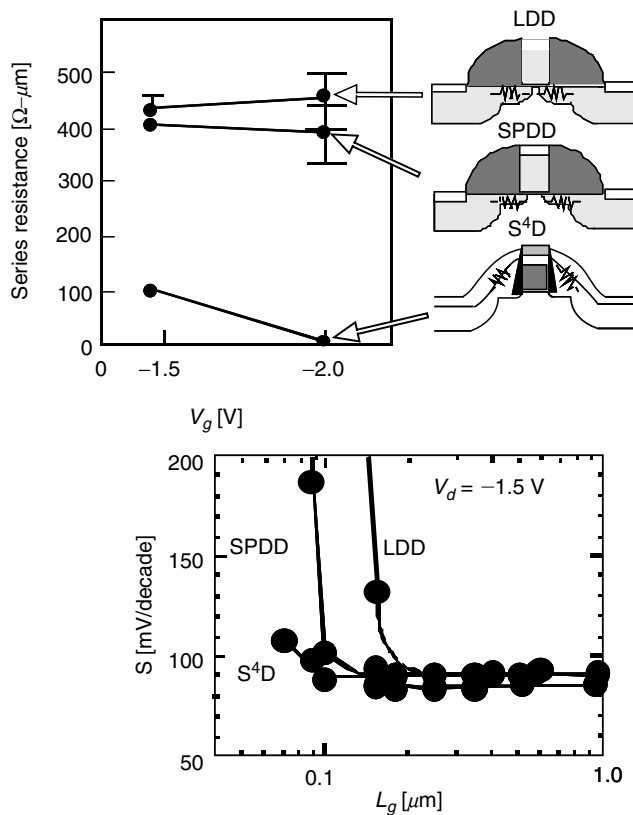 LDD
SPDD
S⁴D
Series resistance [Ω–μm]
500
400
300
200
100
0
0
–1.5
–2.0
V_g [V]
200
150
100
50
S [mV/decade]
V_d = –1.5 V
SPDD
LDD
S⁴D
0.1
1.0
L_g [μm]